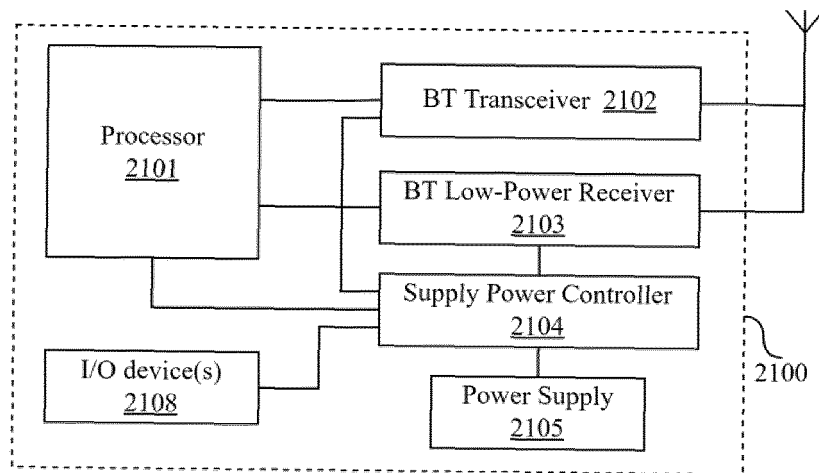 Processor
2101
BT Transceiver 2102
BT Low-Power Receiver
2103
Supply Power Controller
2104
I/O device(s)
2108
Power Supply
2105
2100